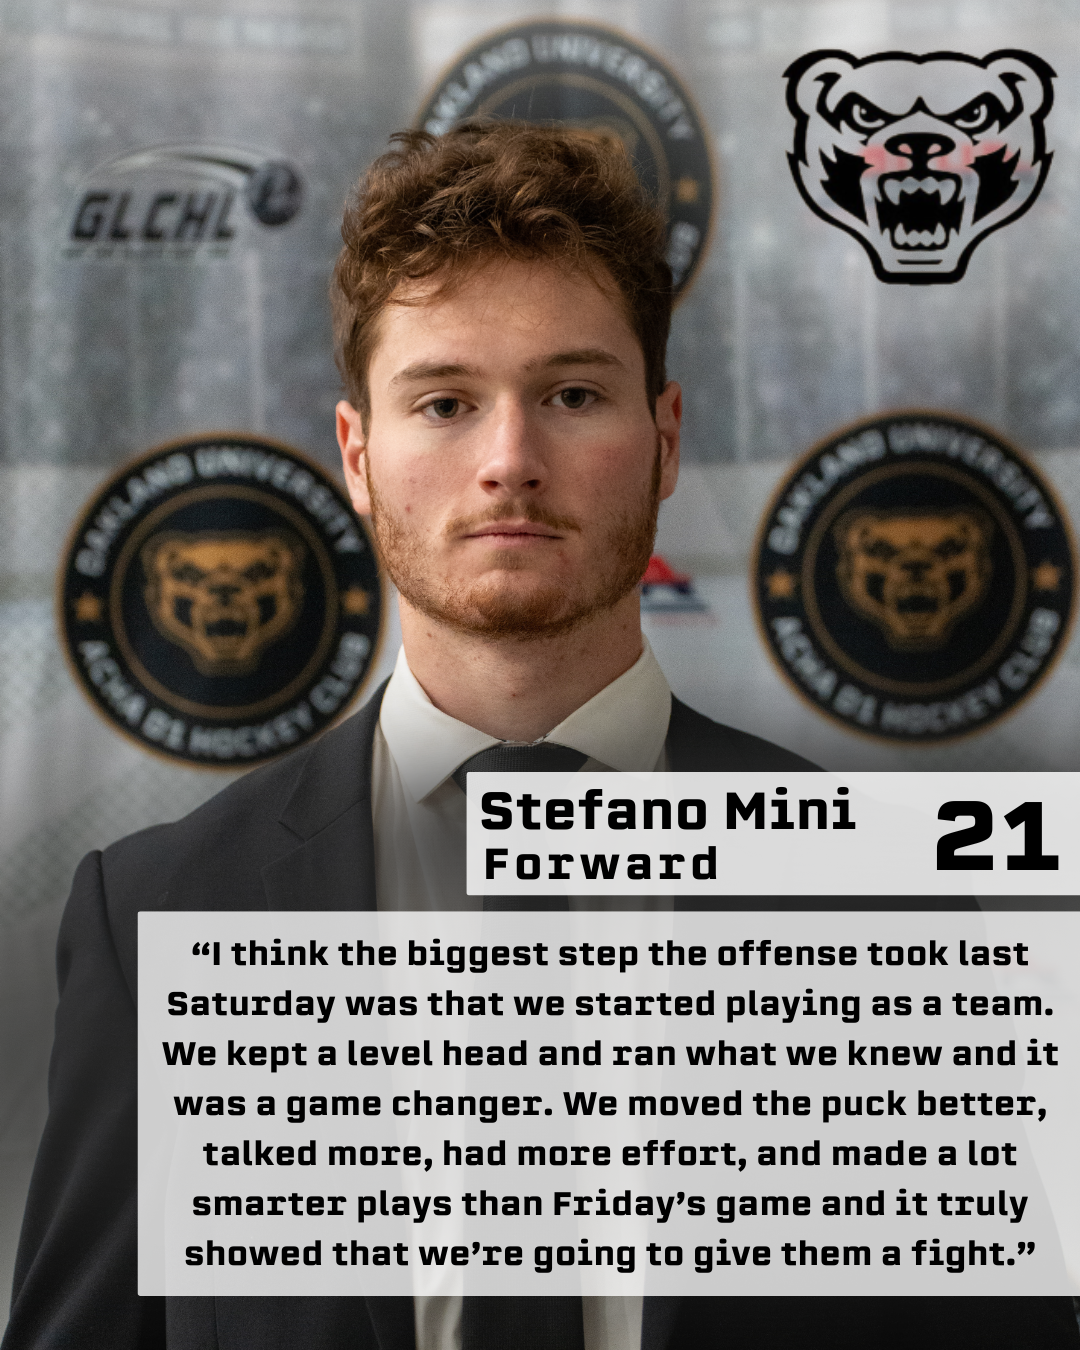 GLCHL
OAKLAND UNIVERSITY
OAKLAND UNIVERSITY
ACHA D1 HOCKEY CLUB
OAKLAND UNIVERSITY
ACHA D1 HOCKEY CLUB
Stefano Mini
21
Forward
“I think the biggest step the offense took last
Saturday was that we started playing as a team.
We kept a level head and ran what we knew and it
was a game changer. We moved the puck better,
talked more, had more effort, and made a lot
smarter plays than Friday’s game and it truly
showed that we’re going to give them a fight.”